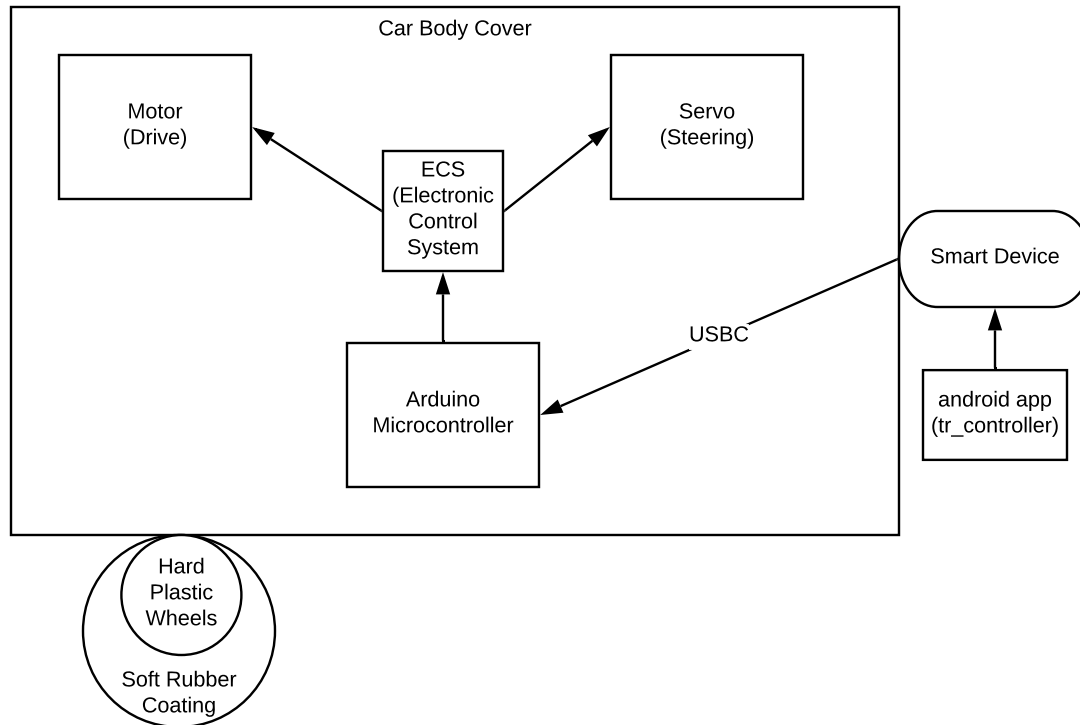 Car Body Cover
Motor
(Drive)
Servo
(Steering)
ECS
(Electronic
Control
System
Smart Device
USBC
Arduino
Microcontroller
android app
(tr_controller)
Hard
Plastic
Wheels
Soft Rubber
Coating